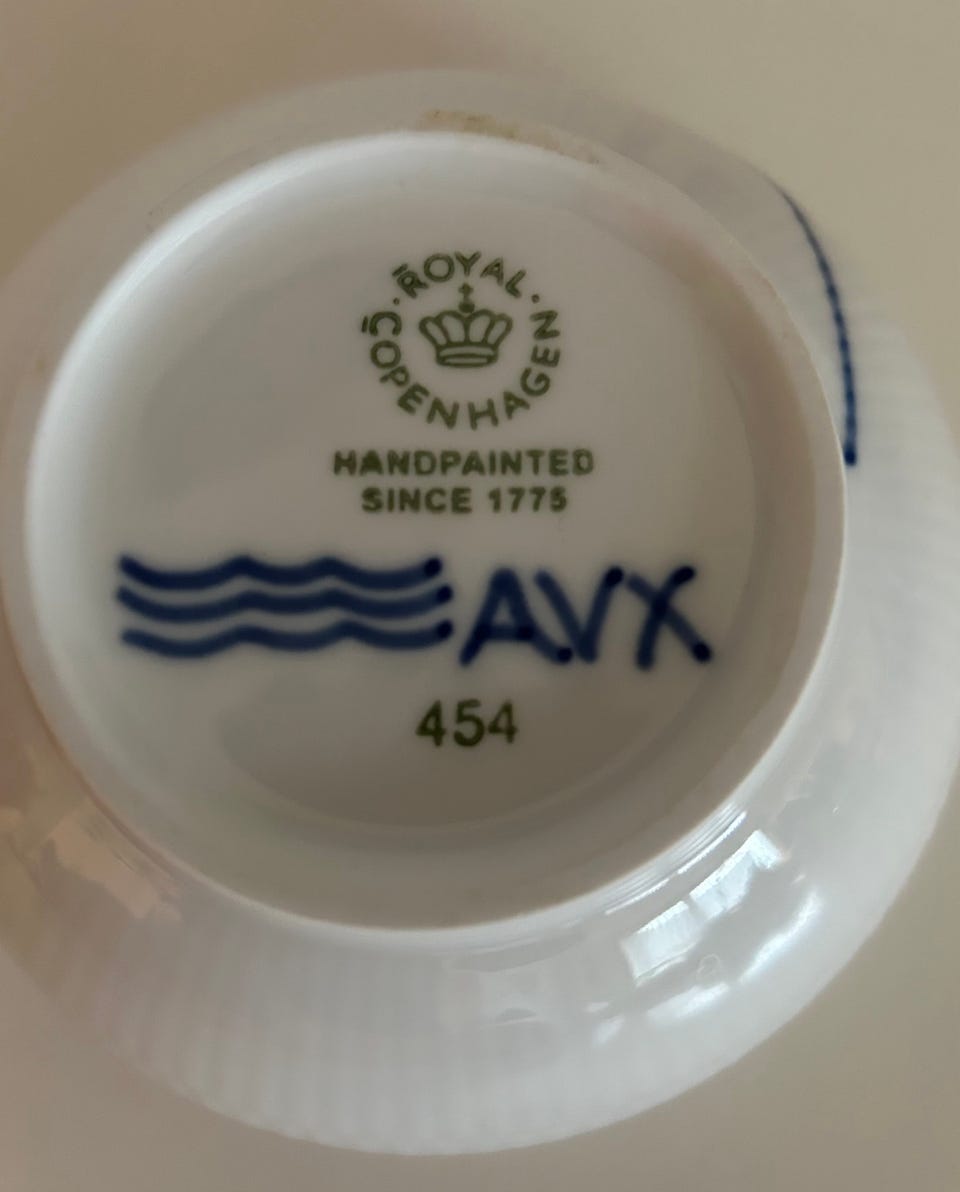 ROYAL · COPENHAGEN ·
HANDPAINTED
SINCE 1775
AVX
454